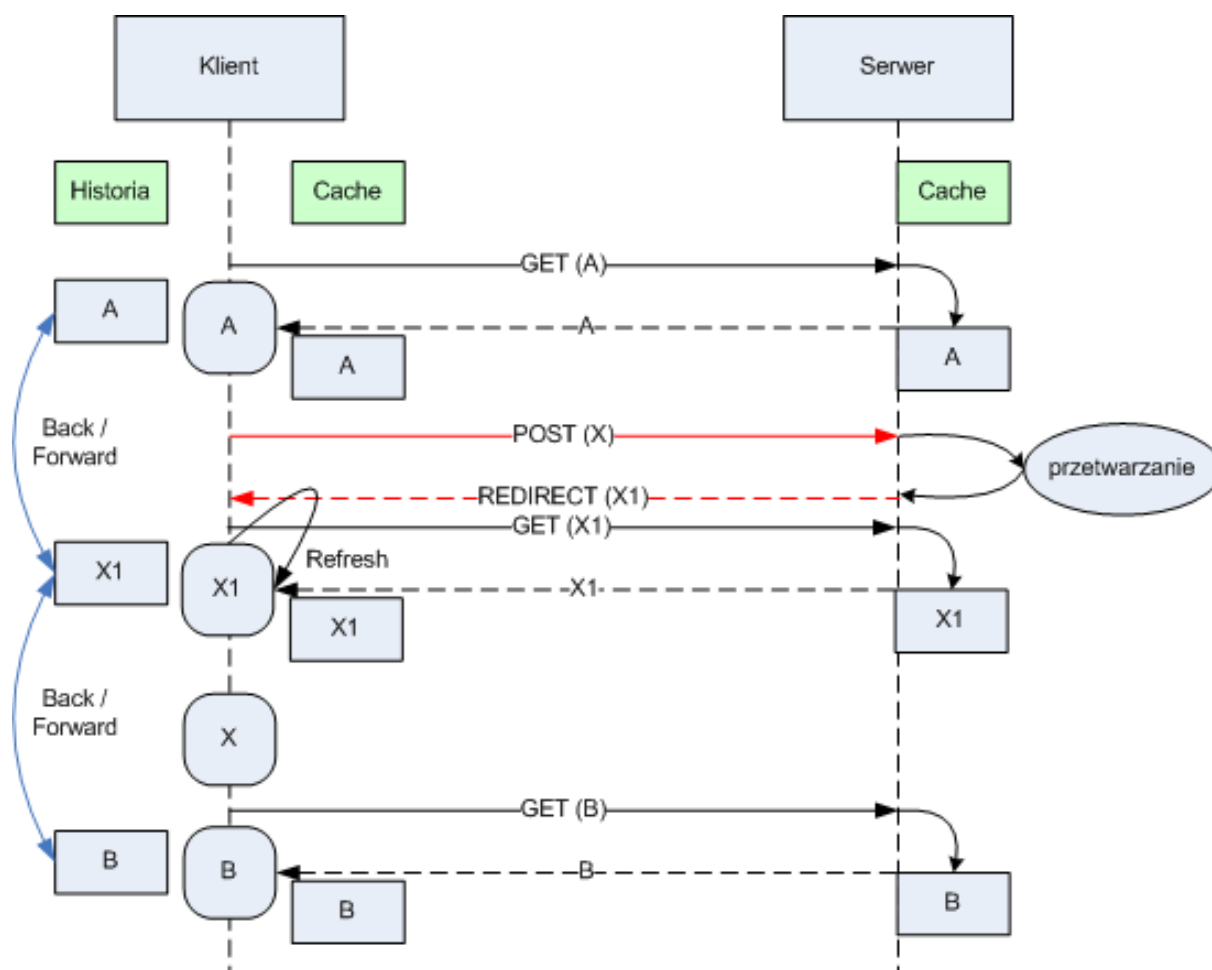 Klient
Serwer
Historia
Cache
Cache
GET (A)
A
A
A
A
A
Back /
Forward
POST (X)
przetwarzanie
REDIRECT (X1)
GET (X1)
Refresh
X1
X1
X1
X1
X1
Back /
Forward
X
GET (B)
B
B
B
B
B